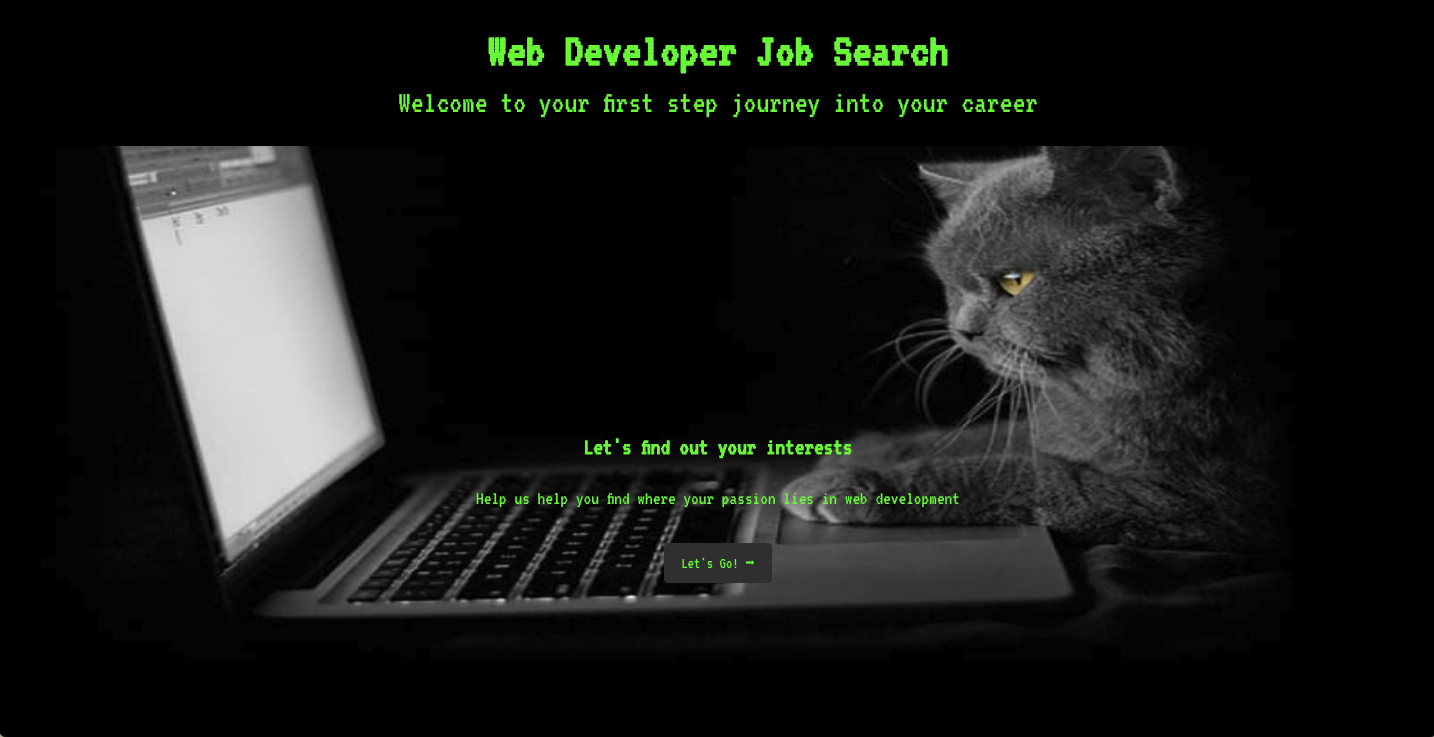 Web Developer Job Search
Welcome to your first step journey into your career
Let's find out your interests
Help us help you find where your passion lies in web development
Let's Go! ➡